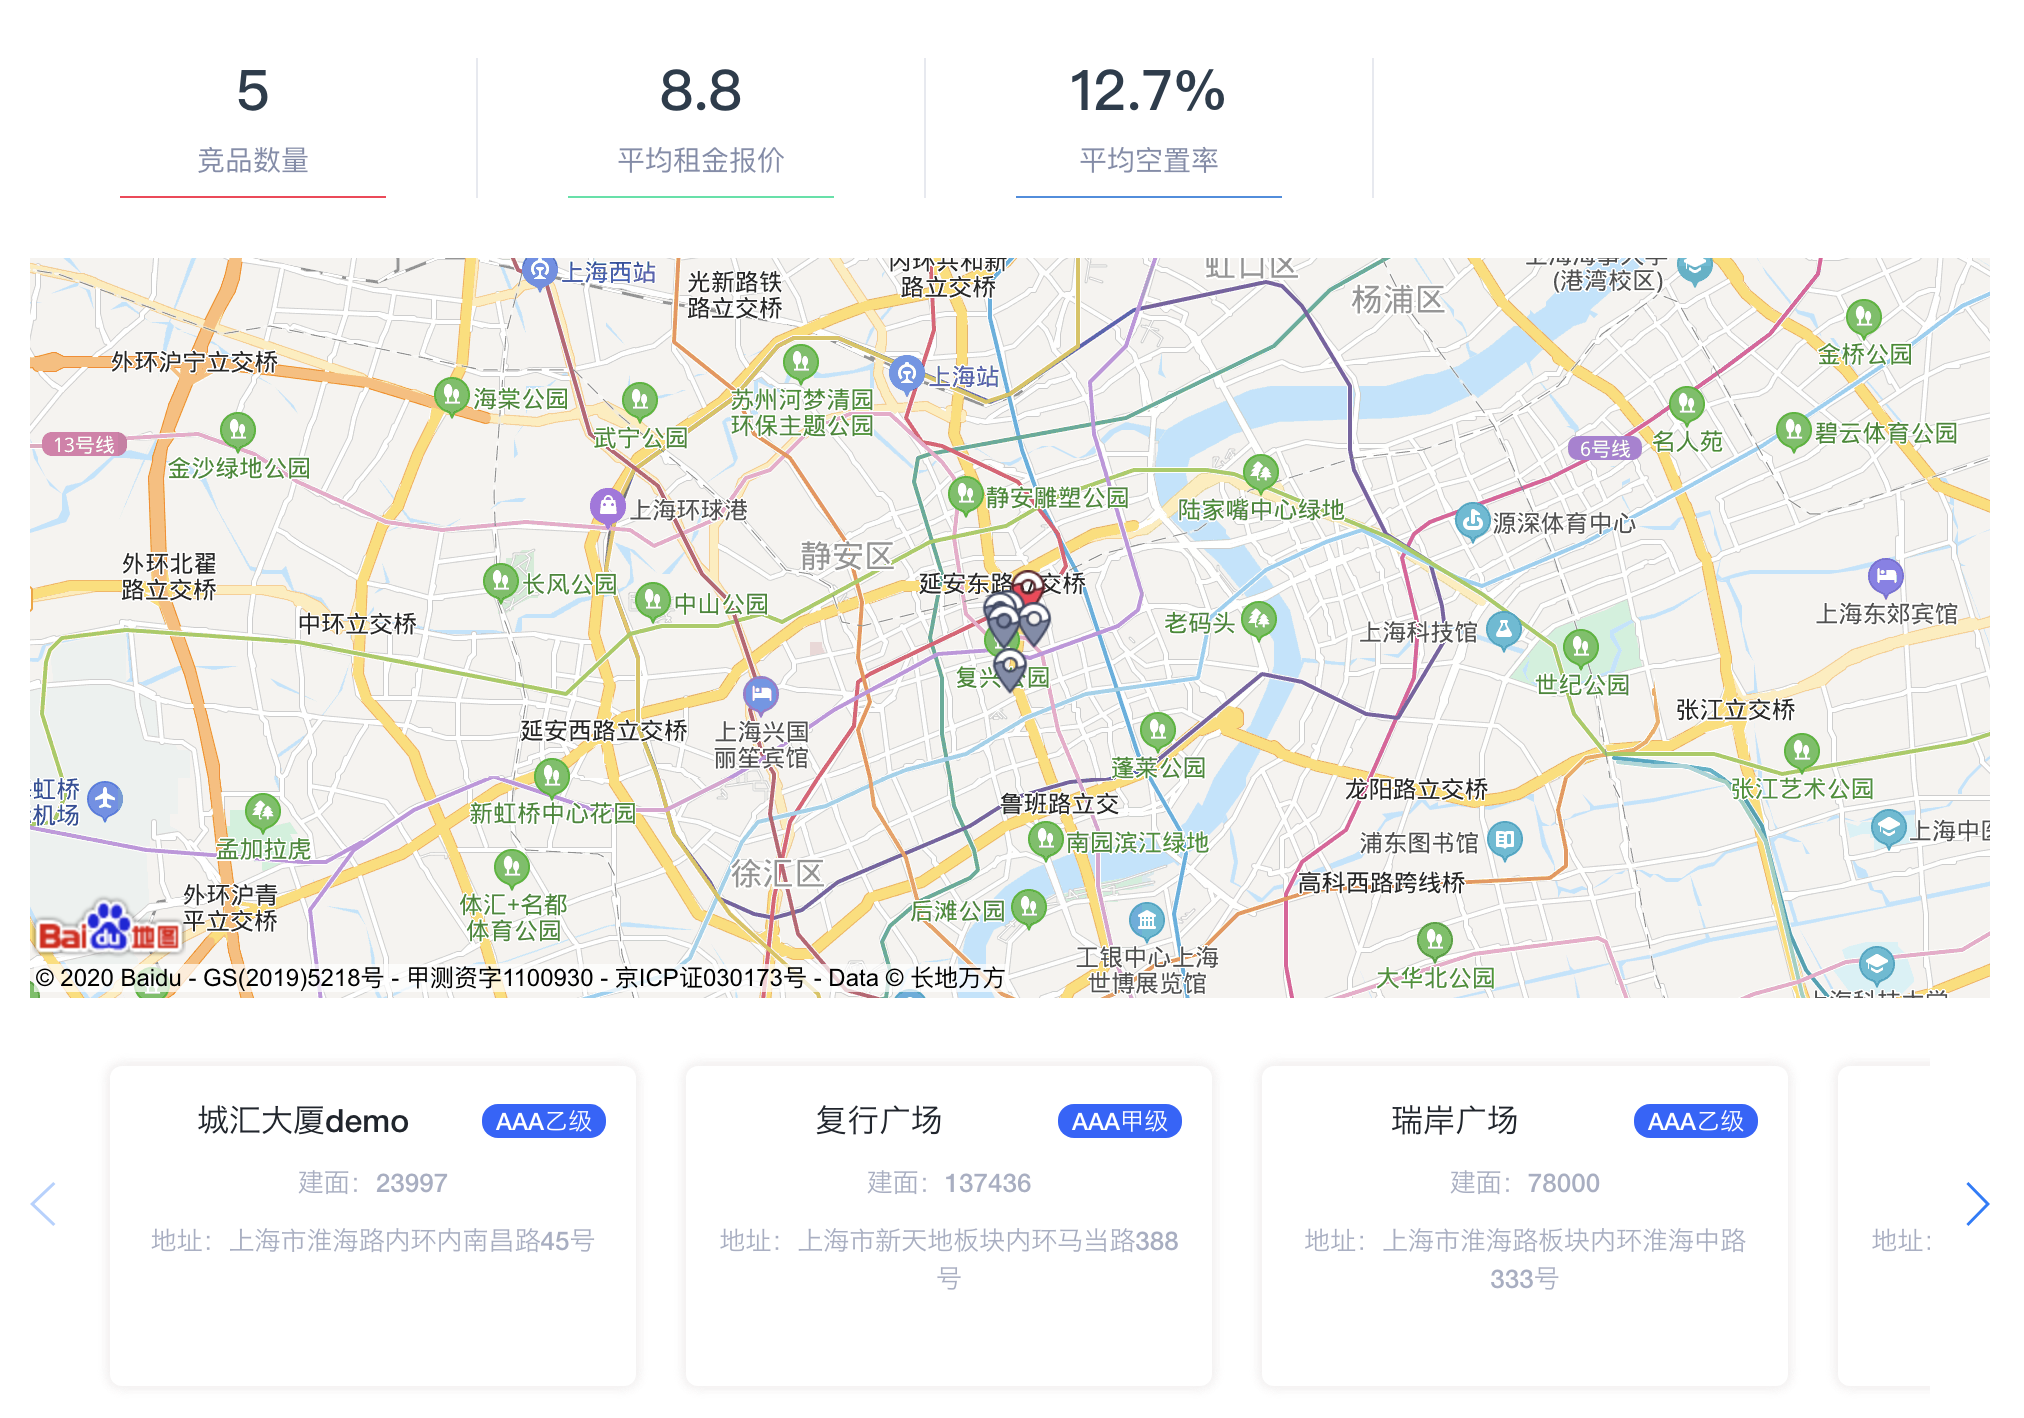 5
竞品数量
8.8
平均租金报价
12.7%
平均空置率
上海西站
光新路铁
路立交桥
内环共和新
路立交桥
虹口区
杨浦区
(港湾校区)
外环沪宁立交桥
海棠公园
苏州河梦清园
环保主题公园
上海站
金桥公园
13号线
金沙绿地公园
武宁公园
6号线
名人苑
碧云体育公园
上海环球港
静安雕塑公园
陆家嘴中心绿地
源深体育中心
外环北翟
路立交桥
静安区
长风公园
中山公园
延安东路
交桥
中环立交桥
老码头
上海科技馆
上海东郊宾馆
复兴
园
世纪公园
延安西路立交桥
上海兴国
丽笙宾馆
张江立交桥
虹桥
机场
新虹桥中心花园
蓬莱公园
鲁班路立交
龙阳路立交桥
张江艺术公园
孟加拉虎
南园滨江绿地
浦东图书馆
上海中
徐汇区
高科西路跨线桥
外环沪青
平立交桥
体汇+名都
体育公园
后滩公园
工银中心上海
世博展览馆
大华北公园
上海科技大学
Bai du 地图
© 2020 Baidu - GS(2019)5218号 - 甲测资字1100930 - 京ICP证030173号 - Data © 长地万方
城汇大厦demo
AAA乙级
建面：23997
地址：上海市淮海路内环内南昌路45号
复行广场
AAA甲级
建面：137436
地址：上海市新天地板块内环马当路388
号
瑞岸广场
AAA乙级
建面：78000
地址：上海市淮海路板块内环淮海中路
333号
地址：